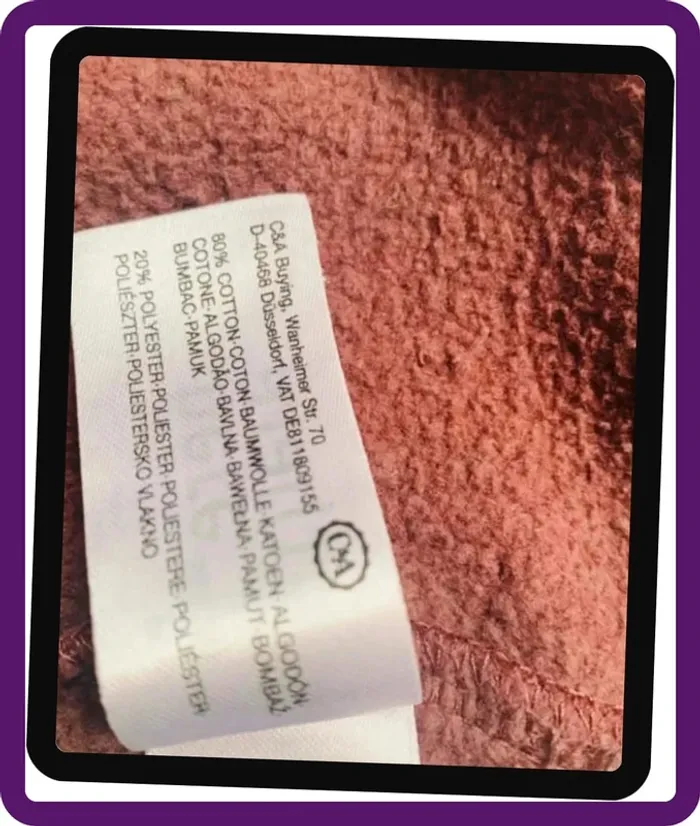 C&A
C&A Buying, Wanheimer Str. 70
D-40468 Düsseldorf, VAT DE811809155
80% COTTON·COTON·BAUMWOLLE·KATOEN·ALGODÓN·
COTONE·ALGODÃO·BAVLNA·BAWEŁNA·PAMUT·BOMBAŽ·
BUMBAC·PAMUK
20% POLYESTER·POLIESTER·POLIESTERE·POLIÉSTER·
POLIÉSZTER·POLIESTERSKO VLAKNO